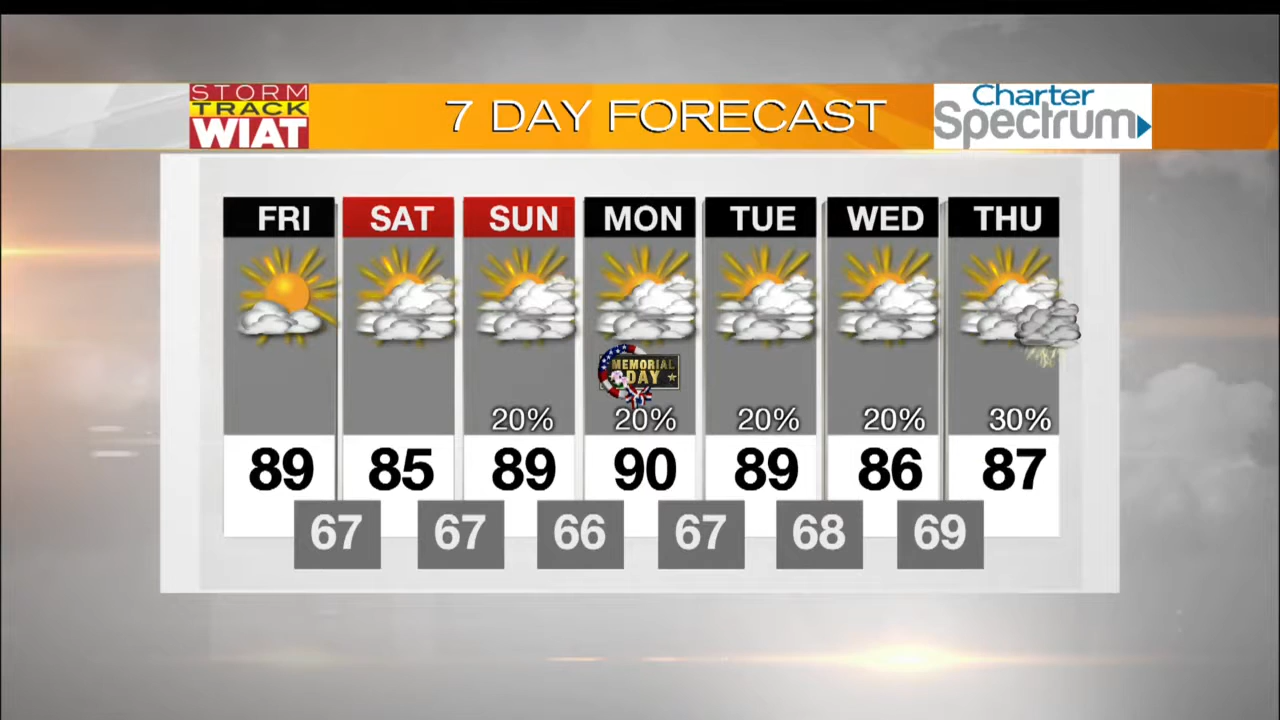 STORM
TRACK
WIAT
7 DAY FORECAST
Charter
Spectrum
FRI SAT SUN MON TUE WED THU
MEMORIAL
DAY
20% 20% 20% 20% 30%
89 85 89 90 89 86 87
67 67 66 67 68 69